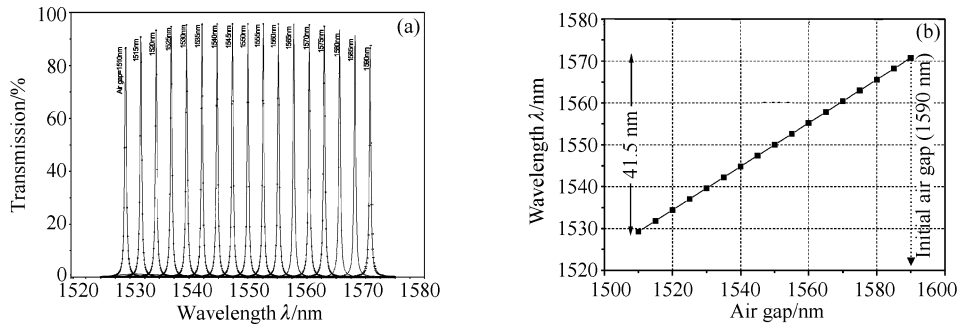 (a)
Transmission/%
100
80
60
40
20
0
Air gap=1510nm
1515nm
1520nm
1525nm
1530nm
1535nm
1540nm
1545nm
1550nm
1555nm
1560nm
1565nm
1570nm
1575nm
1580nm
1585nm
1590nm
1520 1530 1540 1550 1560 1570 1580
Wavelength λ/nm
(b)
Wavelength λ/nm
1580
1570
1560
1550
1540
1530
1520
41.5 nm
Initial air gap (1590 nm)
1500 1520 1540 1560 1580 1600
Air gap/nm